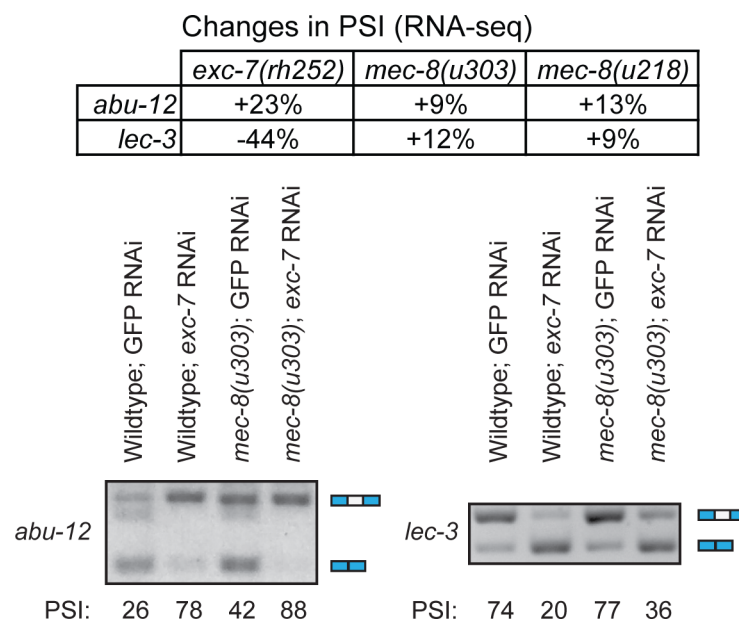 Changes in PSI (RNA-seq)
exc-7(rh252) mec-8(u303) mec-8(u218)
abu-12 +23% +9% +13%
lec-3 -44% +12% +9%
Wildtype; GFP RNAi
Wildtype; exc-7 RNAi
mec-8(u303); GFP RNAi
mec-8(u303); exc-7 RNAi
abu-12
PSI: 26 78 42 88
Wildtype; GFP RNAi
Wildtype; exc-7 RNAi
mec-8(u303); GFP RNAi
mec-8(u303); exc-7 RNAi
lec-3
PSI: 74 20 77 36